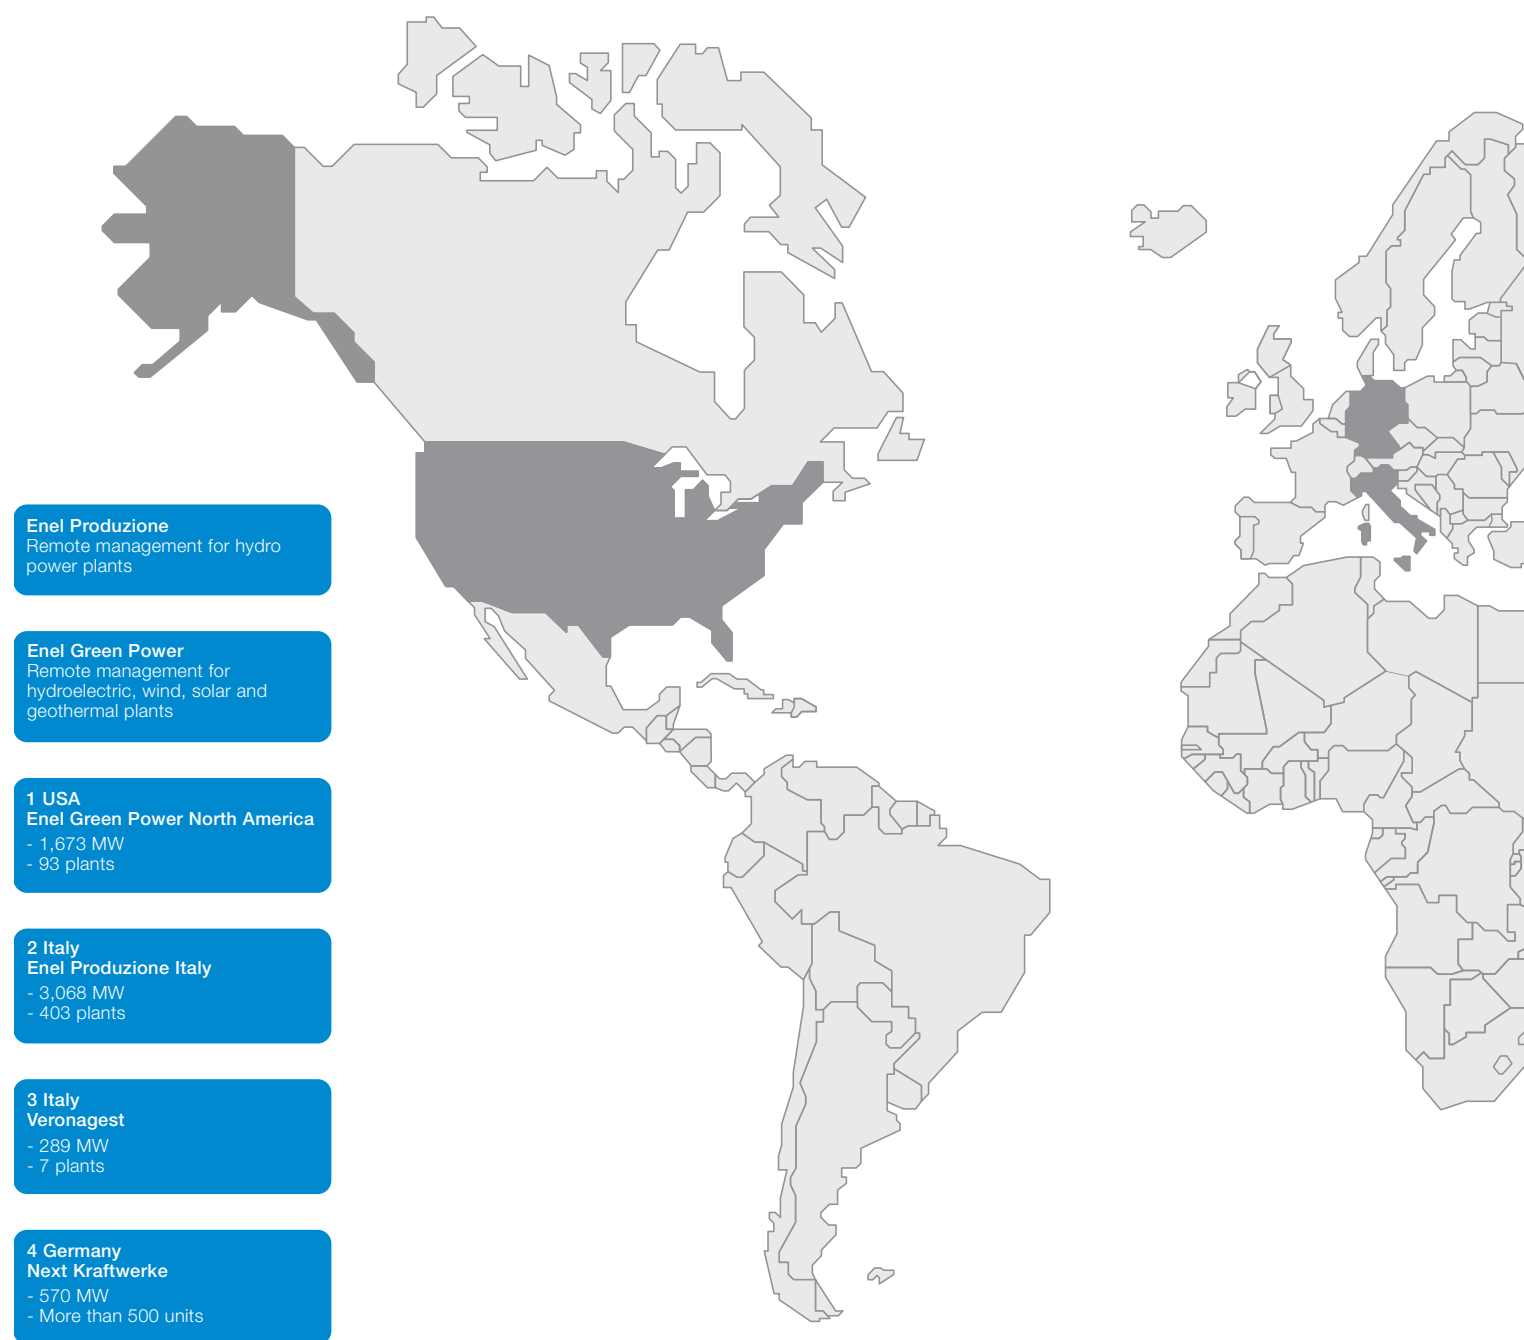 Enel Produzione
Remote management for hydro
power plants
Enel Green Power
Remote management for
hydroelectric, wind, solar and
geothermal plants
1 USA
Enel Green Power North America
- 1,673 MW
- 93 plants
2 Italy
Enel Produzione Italy
- 3,068 MW
- 403 plants
3 Italy
Veronagest
- 289 MW
- 7 plants
4 Germany
Next Kraftwerke
- 570 MW
- More than 500 units